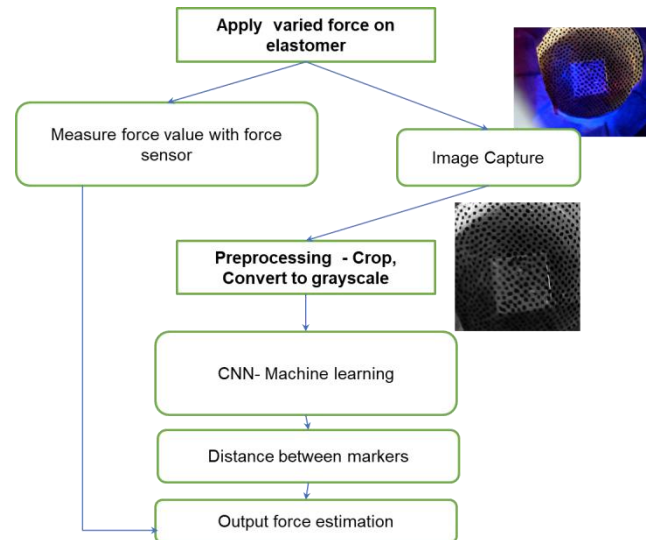 Apply varied force on
elastomer
Measure force value with force
sensor
Image Capture
Preprocessing - Crop,
Convert to grayscale
CNN- Machine learning
Distance between markers
Output force estimation